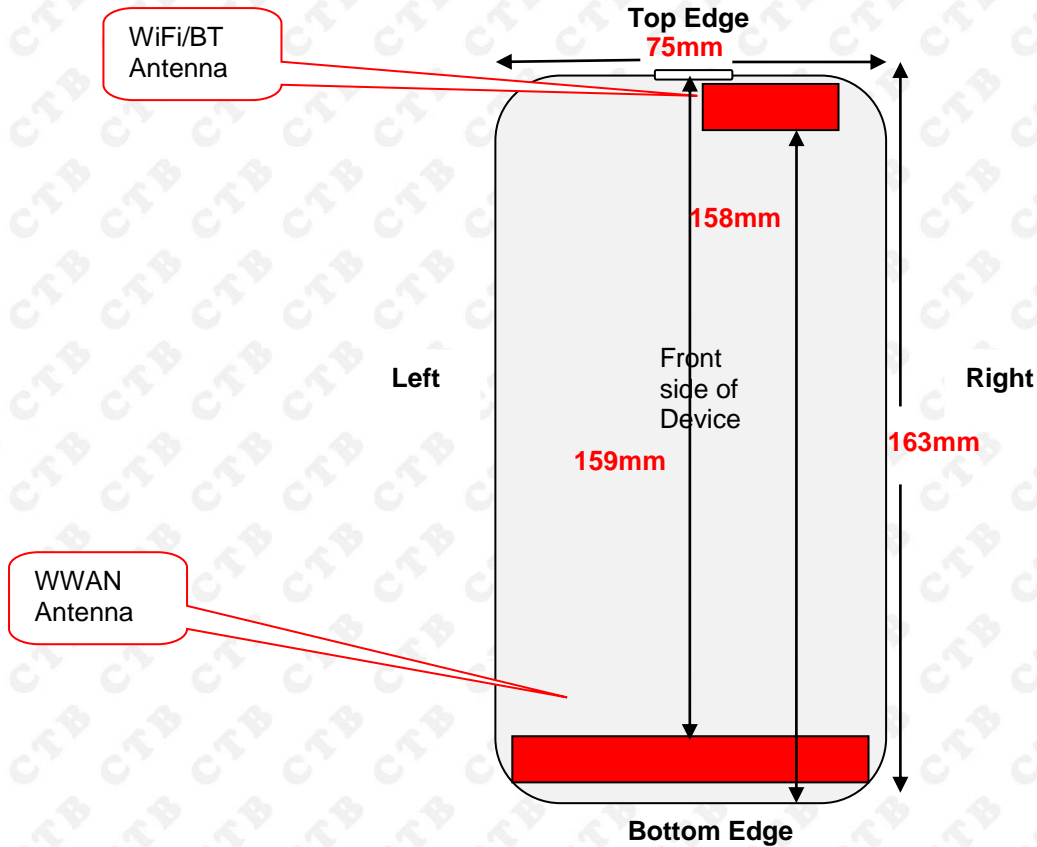 Top Edge
75mm
WiFi/BT
Antenna
158mm
Front
side of
Device
Left
Right
163mm
159mm
WWAN
Antenna
Bottom Edge
CTB